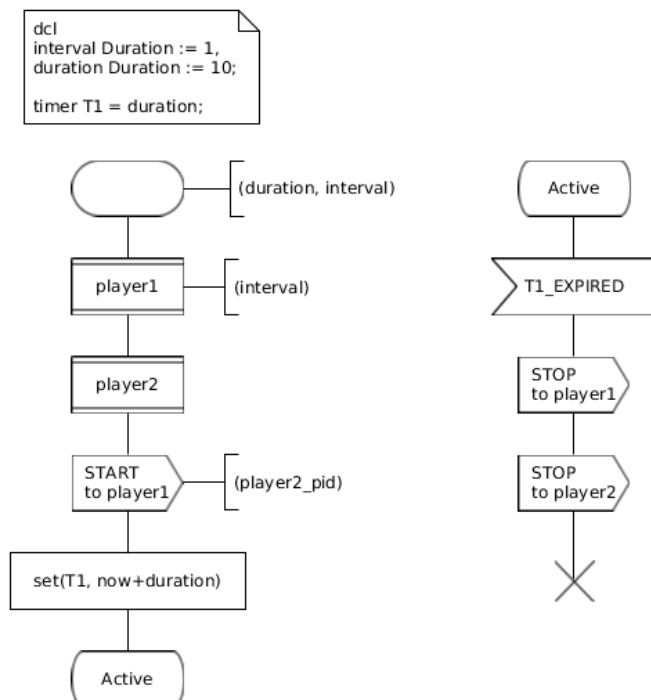 dcl
interval Duration := 1,
duration Duration := 10;
timer T1 = duration;
(duration, interval)
player1
(interval)
player2
START
to player1
(player2_pid)
set(T1, now+duration)
Active
Active
T1_EXPIRED
STOP
to player1
STOP
to player2